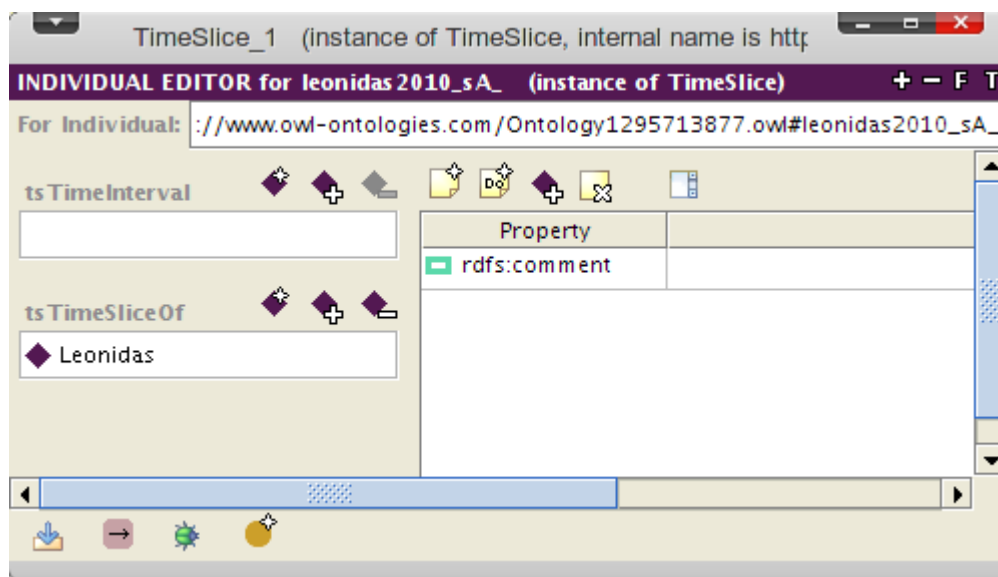 TimeSlice_1 (instance of TimeSlice, internal name is http
INDIVIDUAL EDITOR for leonidas2010_sA_ (instance of TimeSlice) + - F T
For Individual: ://www.owl-ontologies.com/Ontology1295713877.owl#leonidas2010_sA_
tsTimeInterval
Property
rdfs:comment
tsTimeSliceOf
Leonidas